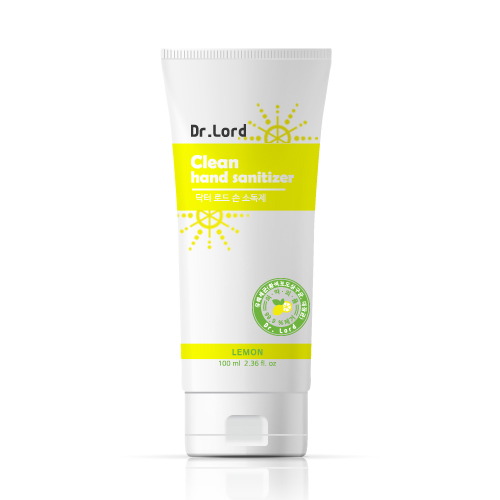 Dr.Lord
Clean
hand sanitizer
닥터 로드 손 소독제
Dr. Lord
LEMON
100 ml 2.36 fl. oz